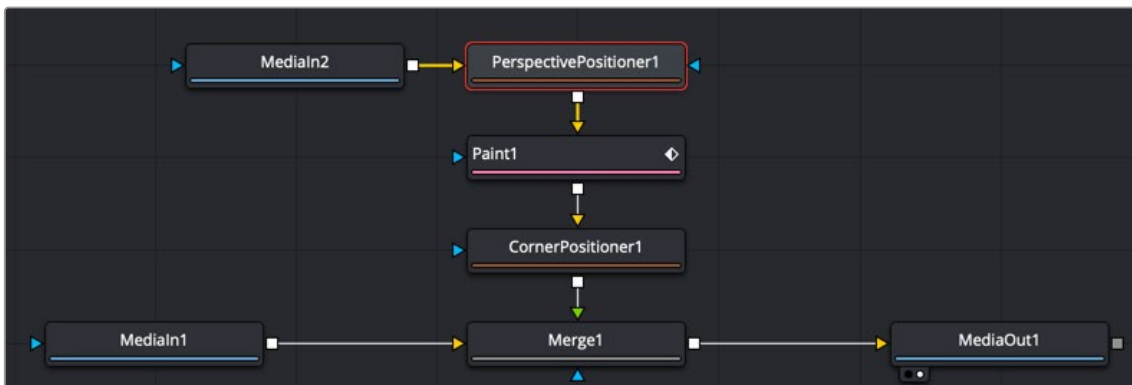 MediaIn2
PerspectivePositioner1
Paint1
CornerPositioner1
MediaIn1
Merge1
MediaOut1